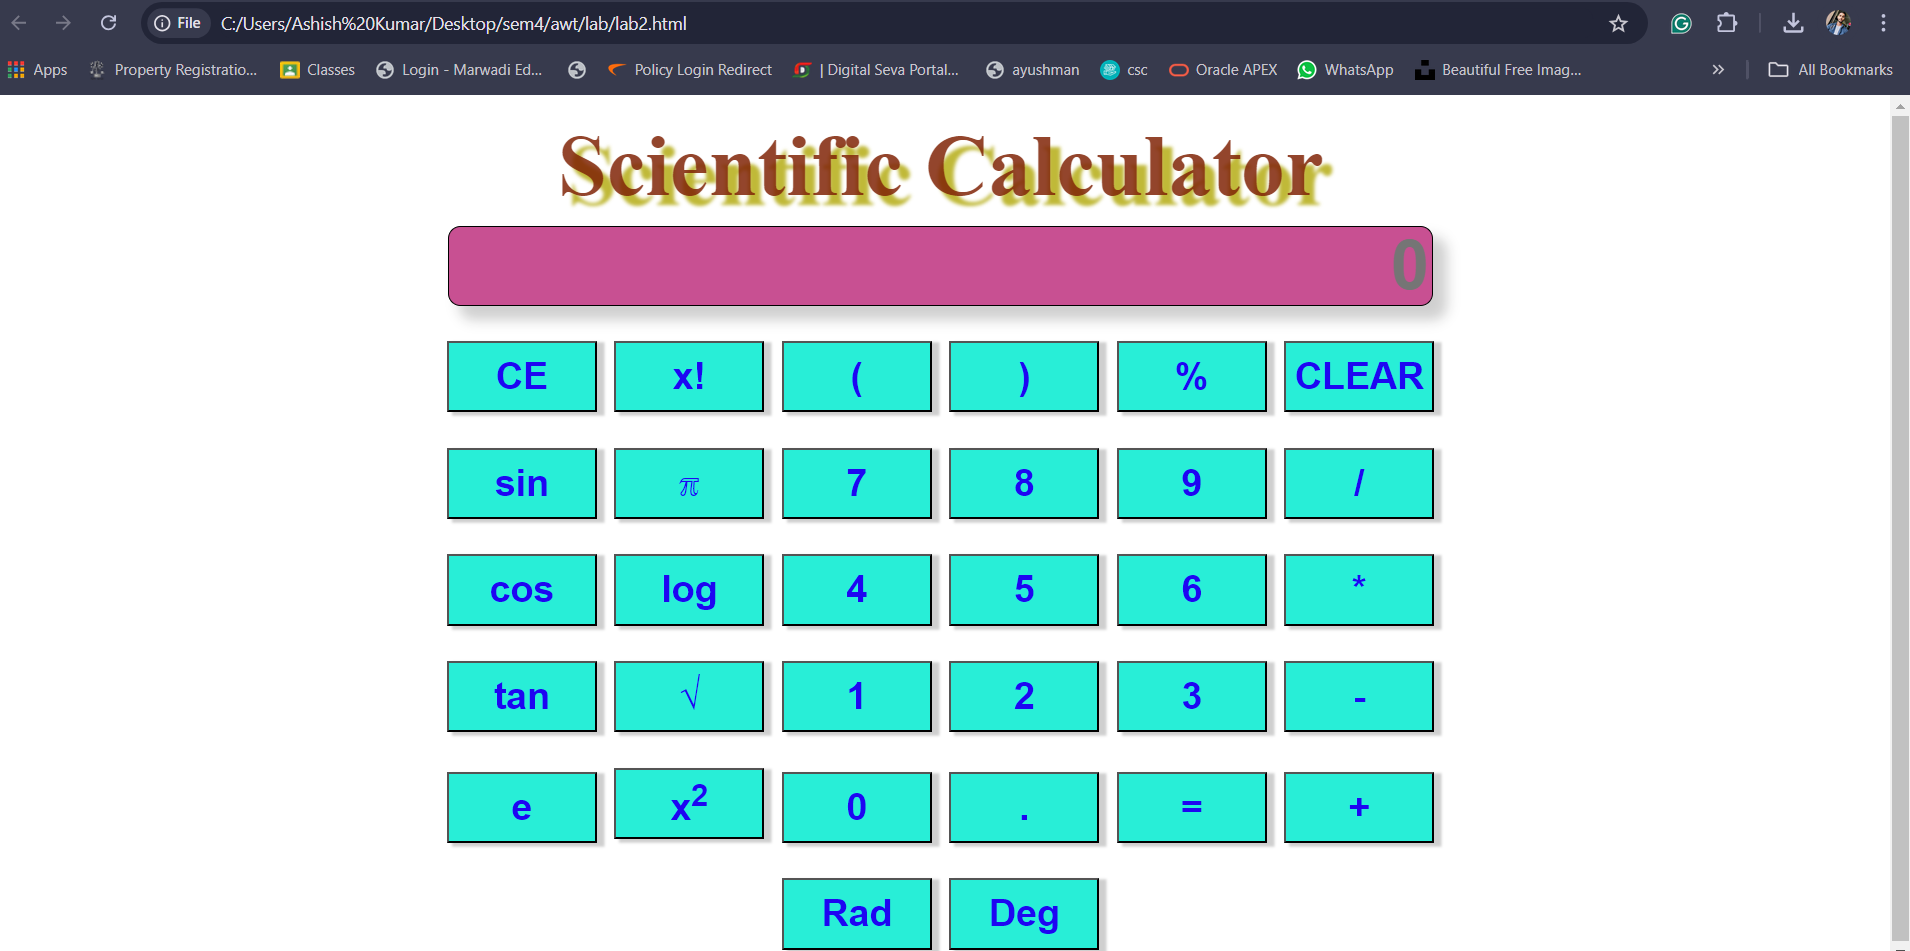 File C:/Users/Ashish%20Kumar/Desktop/sem4/awt/lab/lab2.html
Apps Property Registratio... Classes Login - Marwadi Ed... Policy Login Redirect | Digital Seva Portal... ayushman csc Oracle APEX WhatsApp Beautiful Free Imag... » All Bookmarks
Scientific Calculator
0
CE x! ( ) % CLEAR
sin π 7 8 9 /
cos log 4 5 6 *
tan √ 1 2 3 -
e x² 0 . = +
Rad Deg